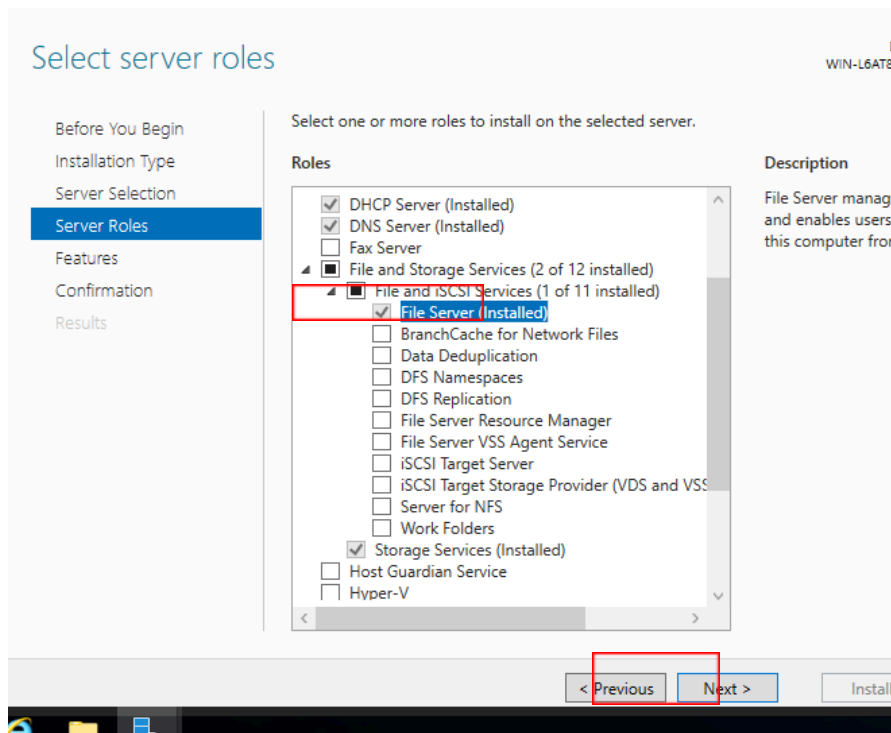 Select server roles
WIN-L6AT8
Before You Begin
Installation Type
Server Selection
Server Roles
Features
Confirmation
Results
Select one or more roles to install on the selected server.
Roles
DHCP Server (Installed)
DNS Server (Installed)
Fax Server
File and Storage Services (2 of 12 installed)
File and iSCSI Services (1 of 11 installed)
File Server (Installed)
BranchCache for Network Files
Data Deduplication
DFS Namespaces
DFS Replication
File Server Resource Manager
File Server VSS Agent Service
iSCSI Target Server
iSCSI Target Storage Provider (VDS and VSS
Server for NFS
Work Folders
Storage Services (Installed)
Host Guardian Service
Hyper-V
Description
File Server manag
and enables users
this computer fro
< Previous
Next >
Install